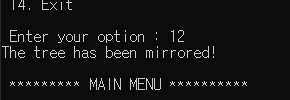 14. Exit
Enter your option : 12
The tree has been mirrored!
********* MAIN MENU **********